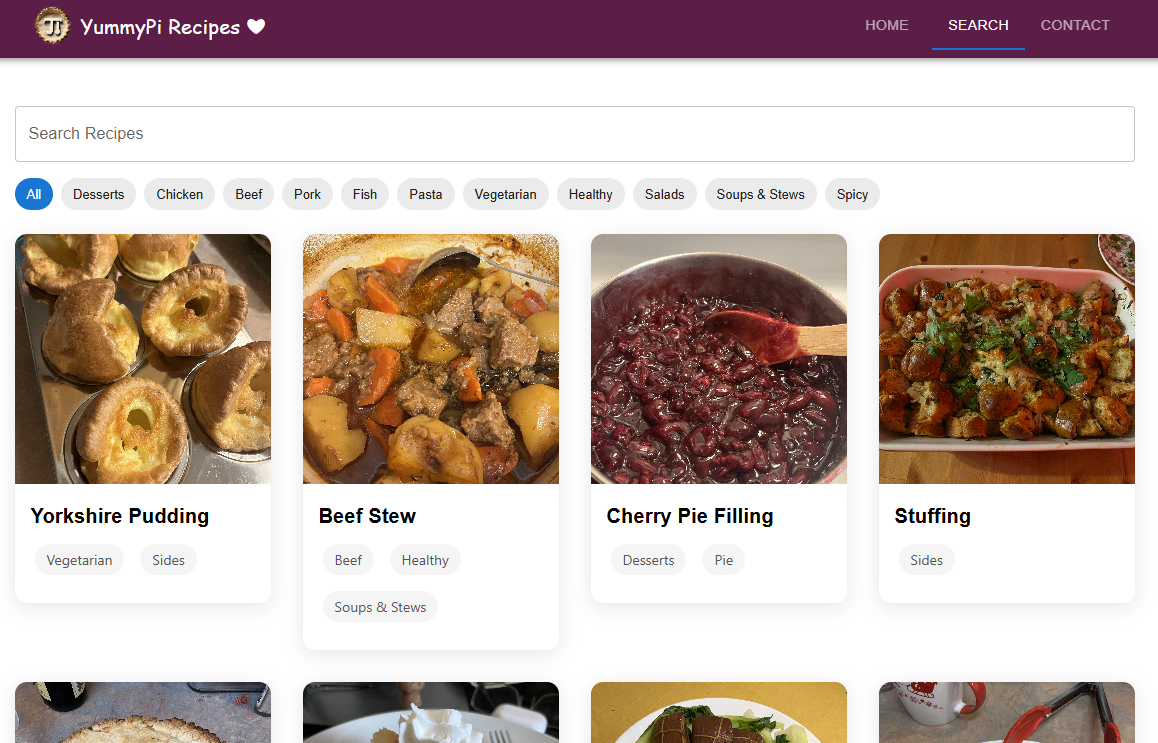 YummyPi Recipes
HOME SEARCH CONTACT
Search Recipes
All Desserts Chicken Beef Pork Fish Pasta Vegetarian Healthy Salads Soups & Stews Spicy
Yorkshire Pudding
Vegetarian Sides
Beef Stew
Beef Healthy
Soups & Stews
Cherry Pie Filling
Desserts Pie
Stuffing
Sides